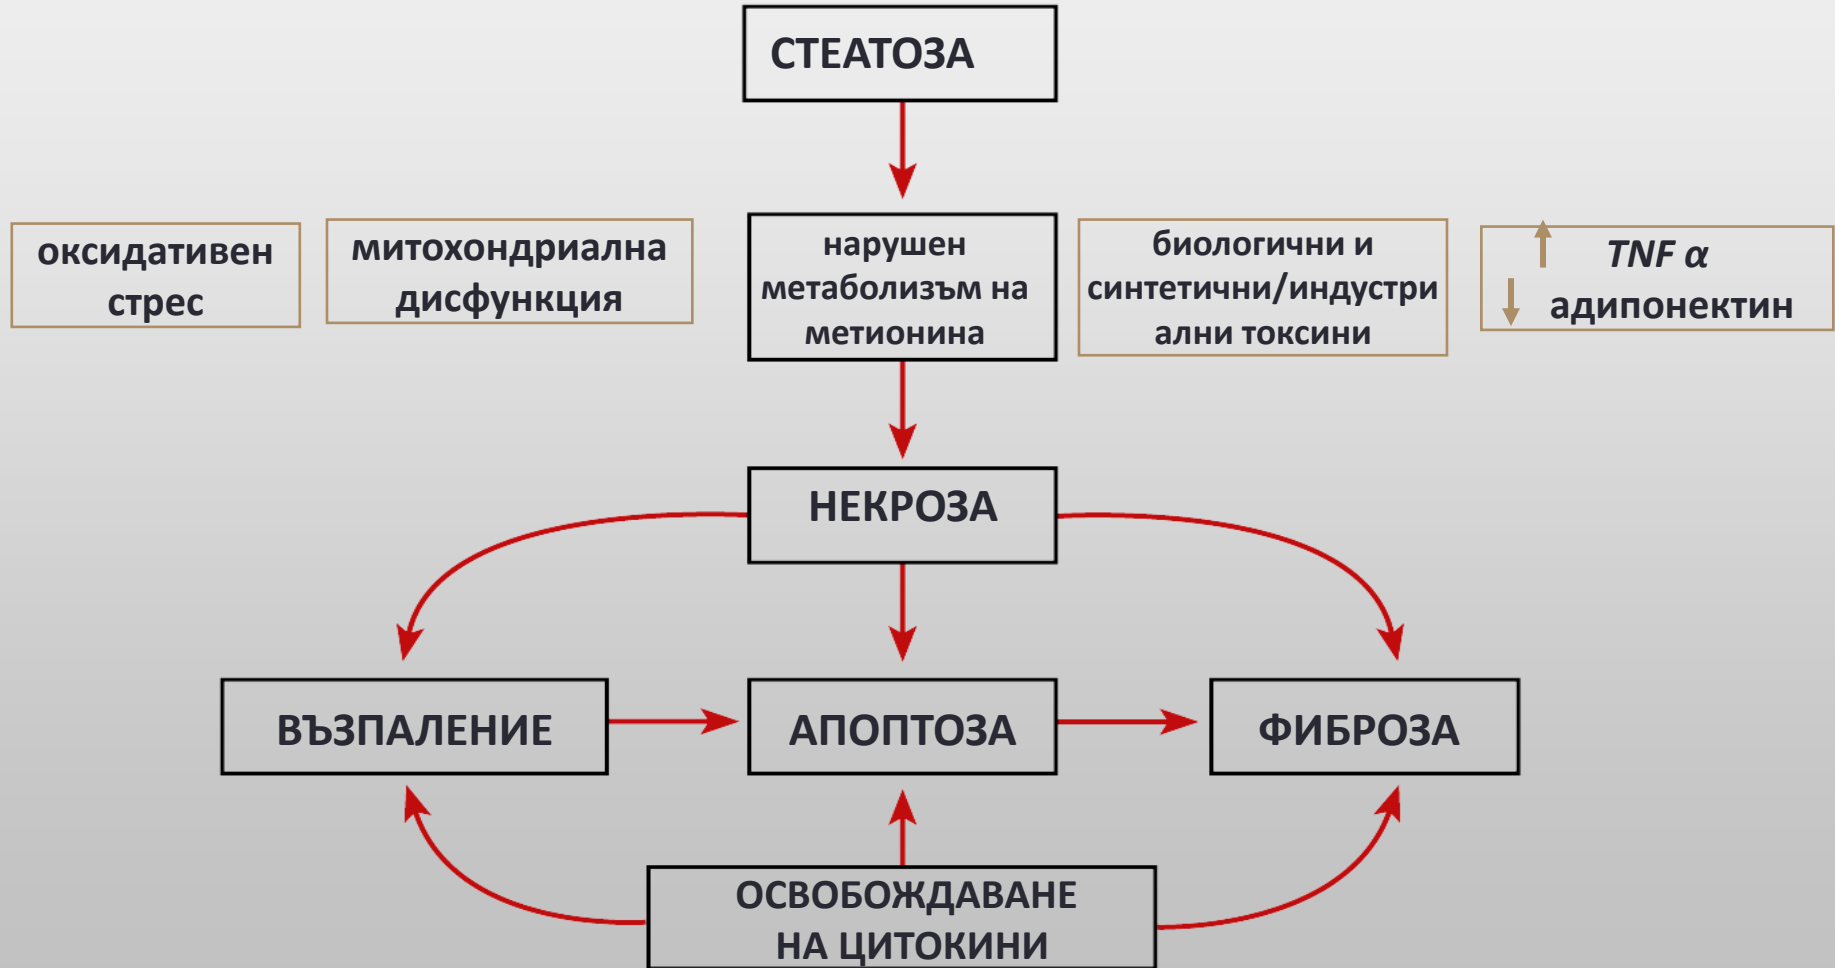 СТЕАТОЗА
оксидативен
стрес
митохондриална
дисфункция
нарушен
метаболизъм на
метионина
биологични и
синтетични/индустри
ални токсини
TNF α
адипонектин
НЕКРОЗА
ВЪЗПАЛЕНИЕ
АПОПТОЗА
ФИБРОЗА
ОСВОБОЖДАВАНЕ
НА ЦИТОКИНИ